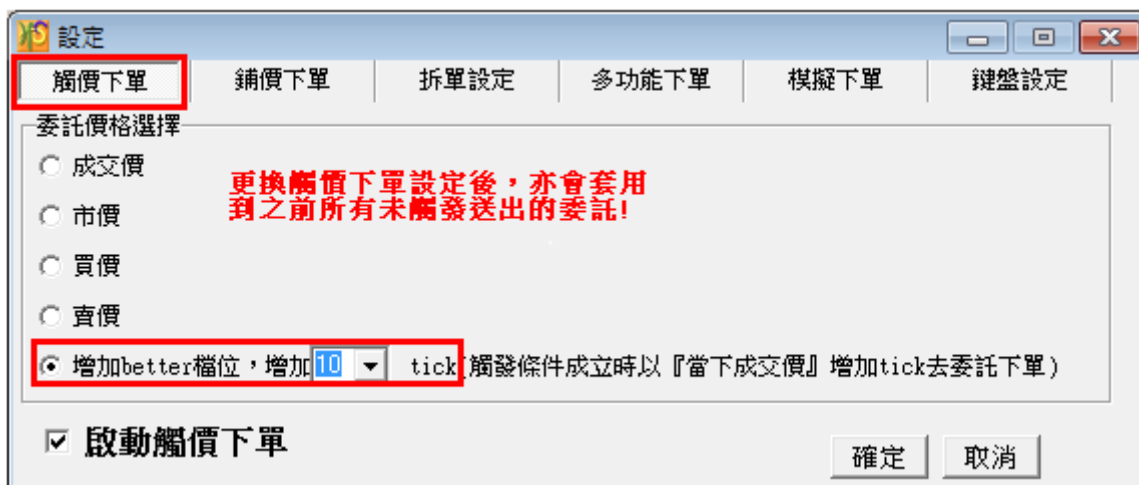 設定
觸價下單 鋪價下單 拆單設定 多功能下單 模擬下單 鍵盤設定
委託價格選擇
成交價
更換觸價下單設定後，亦會套用
到之前所有未觸發送出的委託!
市價
買價
賣價
增加better檔位，增加 10 tick(觸發條件成立時以『當下成交價』增加tick去委託下單)
啟動觸價下單
確定 取消